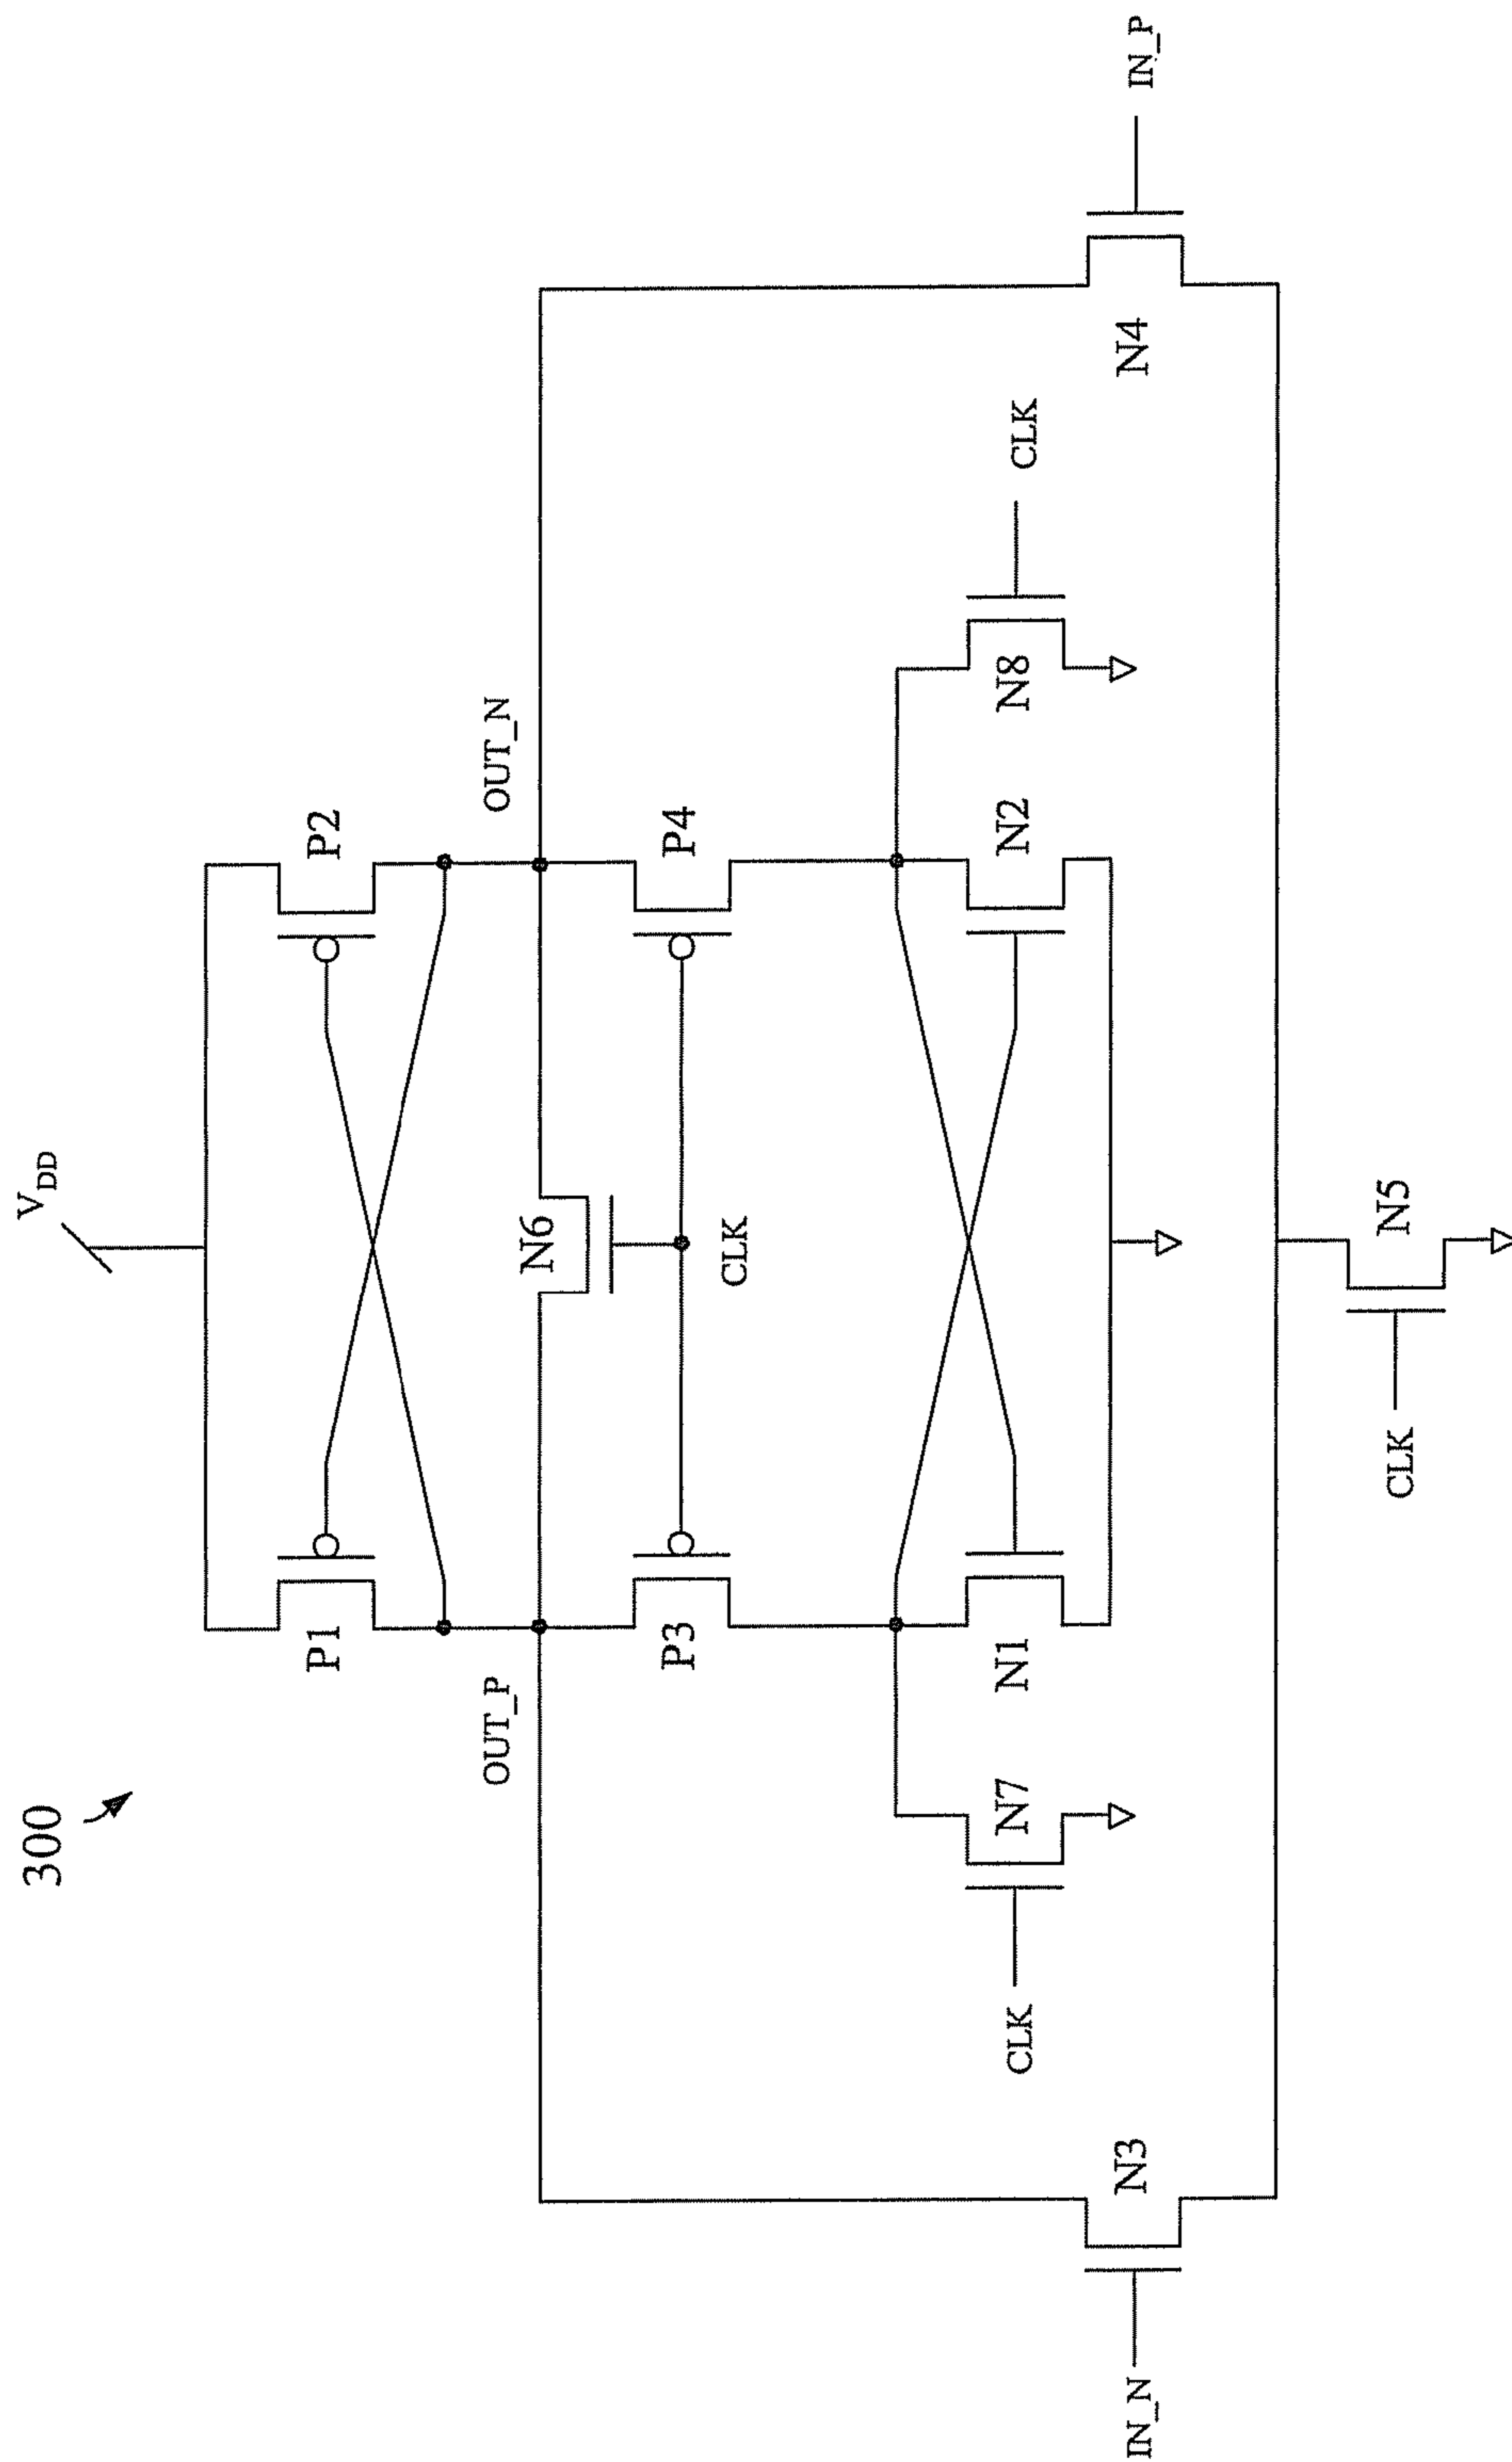 300
V_DD
P1
P2
OUT_P
OUT_N
N6
P3
P4
CLK
N7
N1
N2
N8
CLK
CLK
IN_N
N3
N4
IN_P
CLK
N5